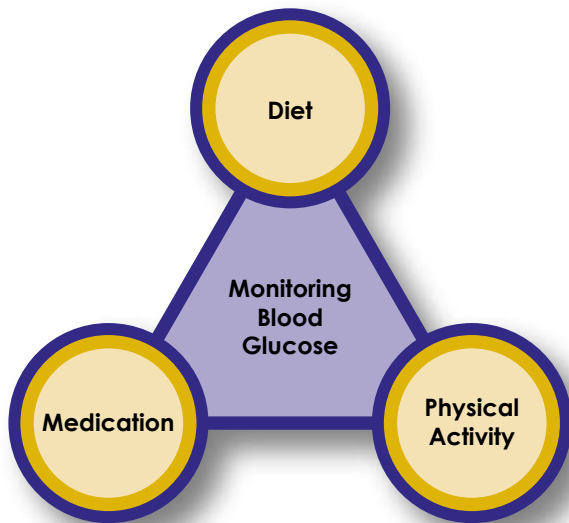 Diet
Monitoring
Blood
Glucose
Medication
Physical
Activity